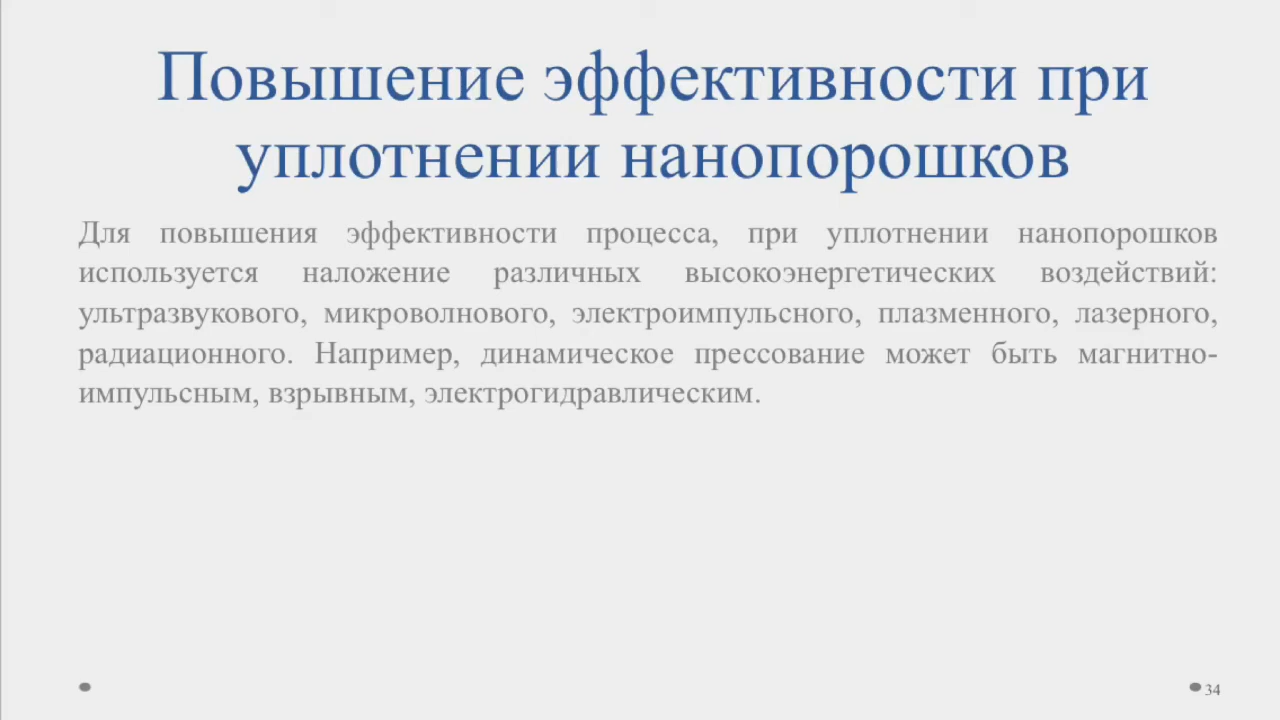 Повышение эффективности при
уплотнении нанопорошков
Для повышения эффективности процесса, при уплотнении нанопорошков
используется наложение различных высокоэнергетических воздействий:
ультразвукового, микроволнового, электроимпульсного, плазменного, лазерного,
радиационного. Например, динамическое прессование может быть магнитно-
импульсным, взрывным, электрогидравлическим.
34